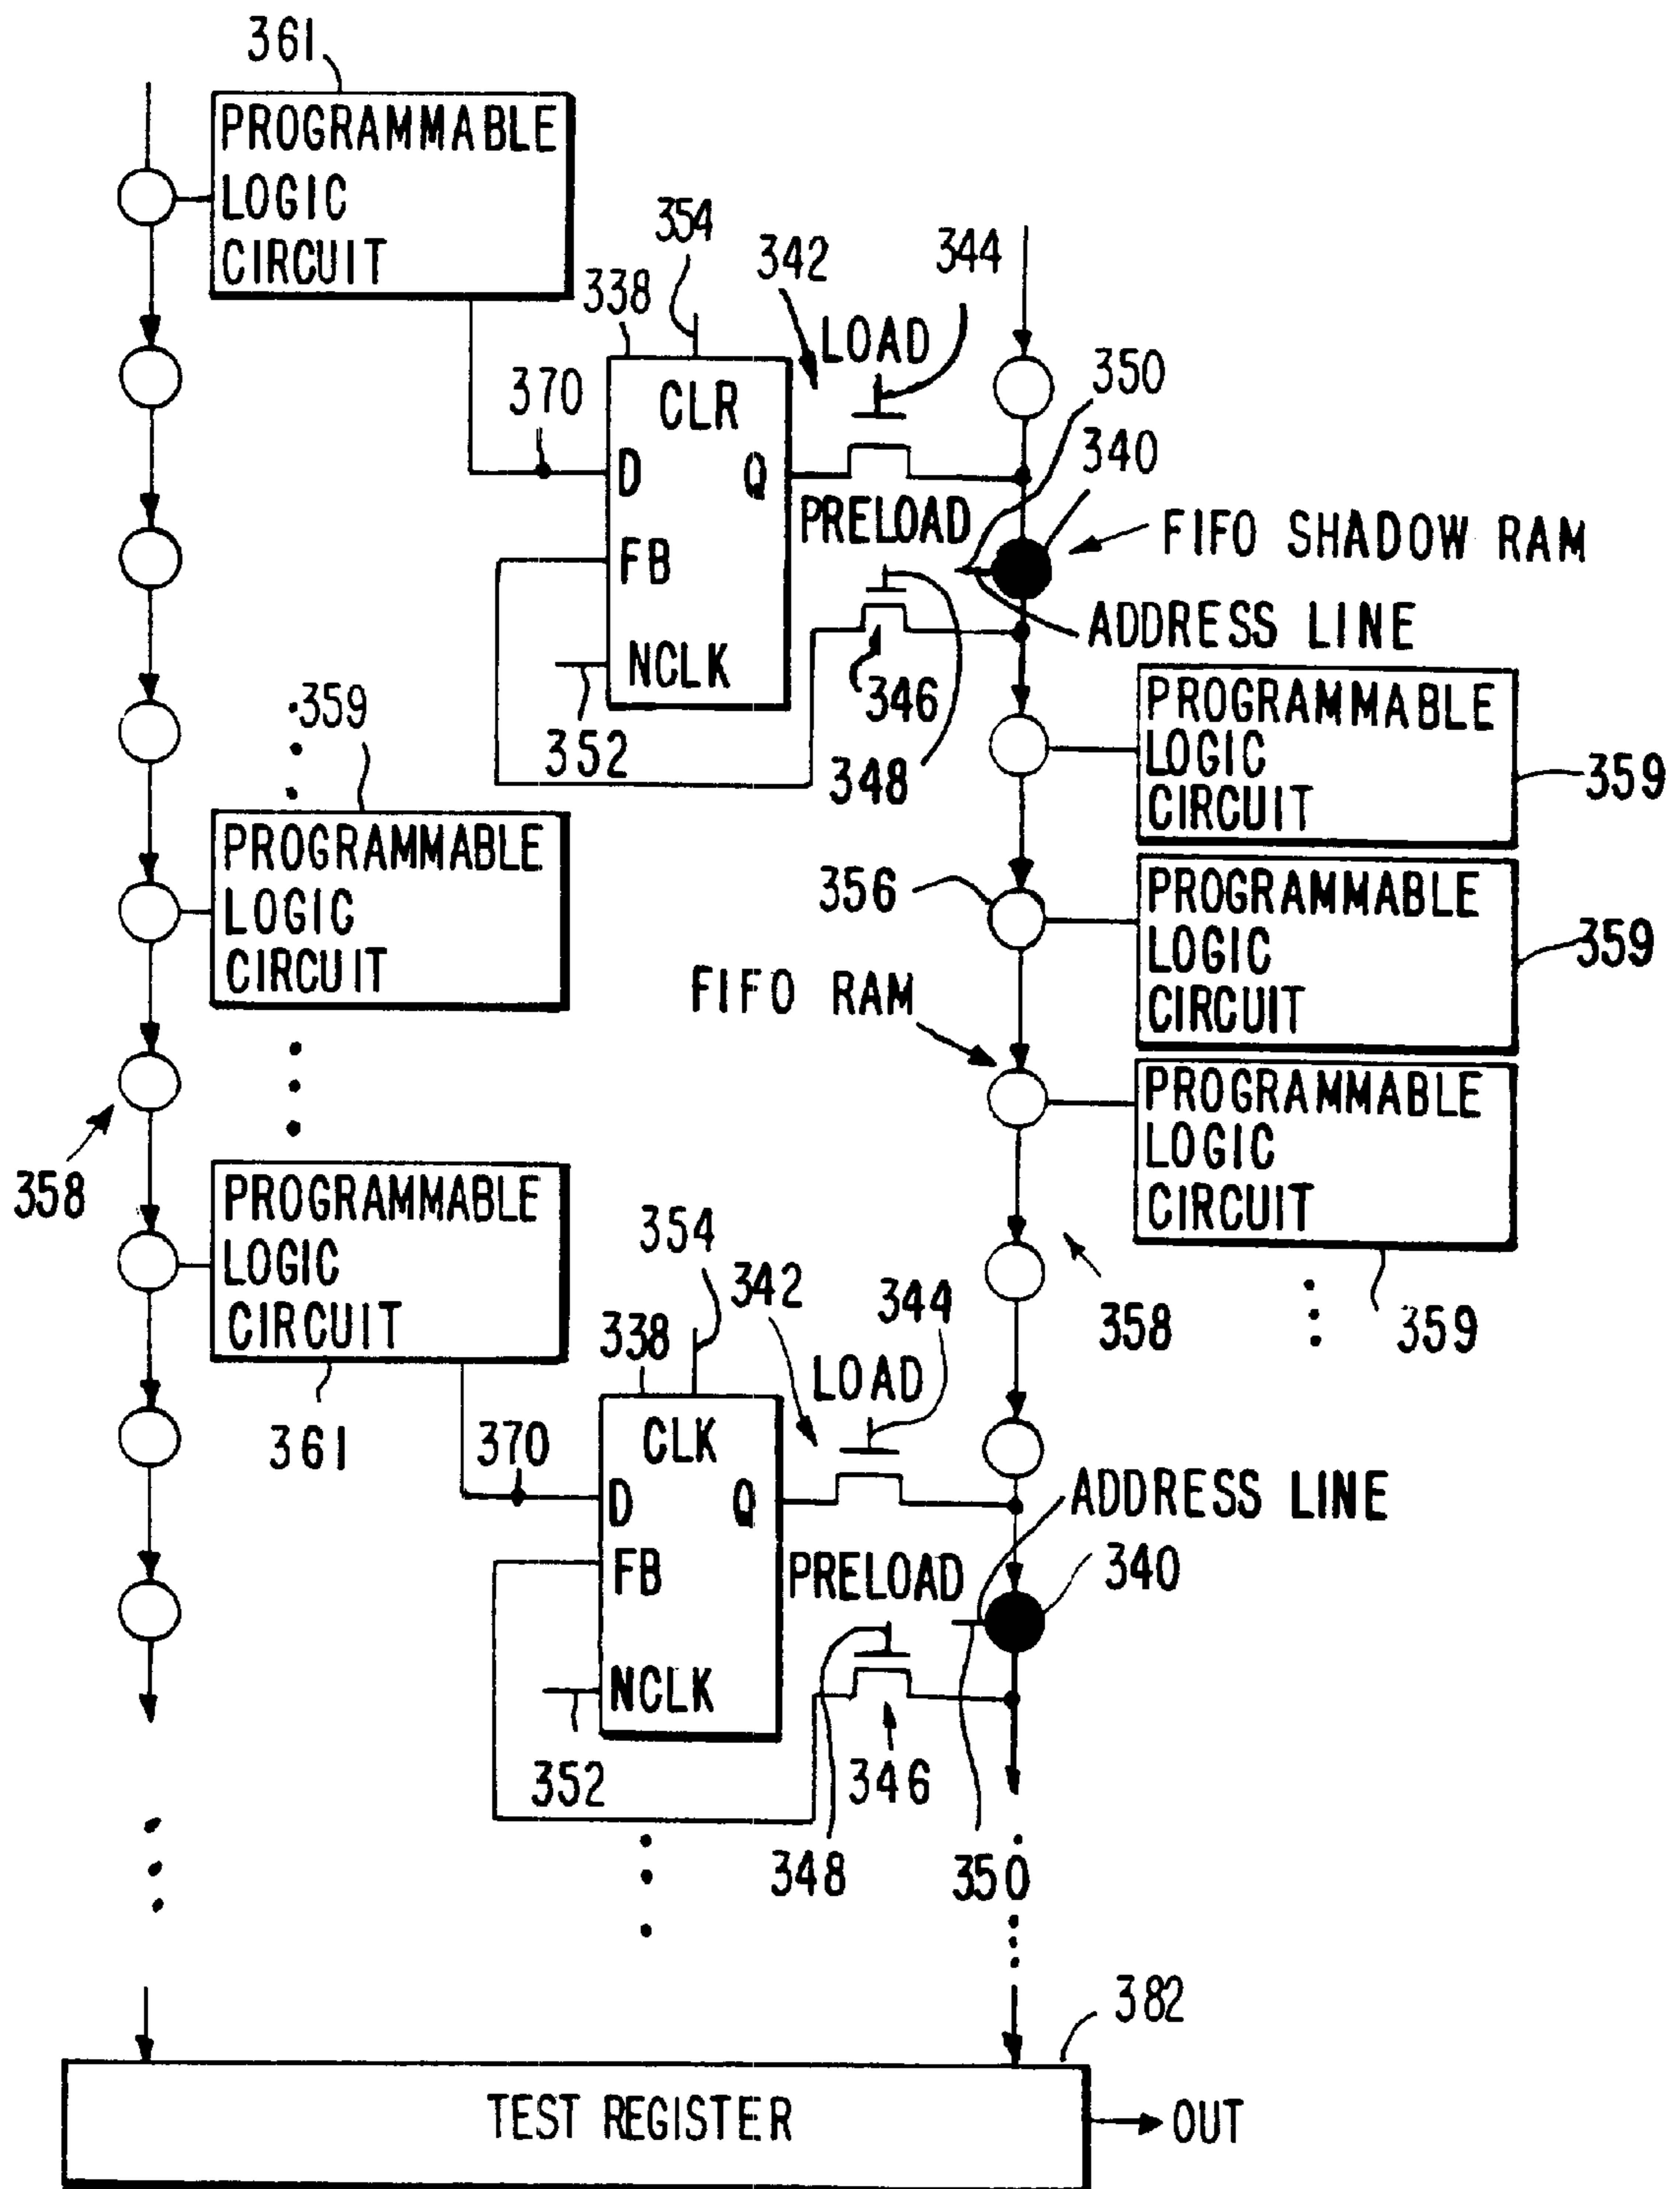 361
PROGRAMMABLE
LOGIC
CIRCUIT
354
342
344
338
LOAD
350
370
CLR
340
D
Q
PRELOAD
FIFO SHADOW RAM
FB
ADDRESS LINE
NCLK
346
352
348
359
PROGRAMMABLE
LOGIC
CIRCUIT
359
PROGRAMMABLE
LOGIC
CIRCUIT
356
PROGRAMMABLE
LOGIC
CIRCUIT
359
FIFO RAM
PROGRAMMABLE
LOGIC
CIRCUIT
359
358
358
PROGRAMMABLE
LOGIC
CIRCUIT
361
354
342
344
338
LOAD
370
CLK
D
Q
ADDRESS LINE
FB
PRELOAD
340
NCLK
352
346
348
350
382
TEST REGISTER
OUT